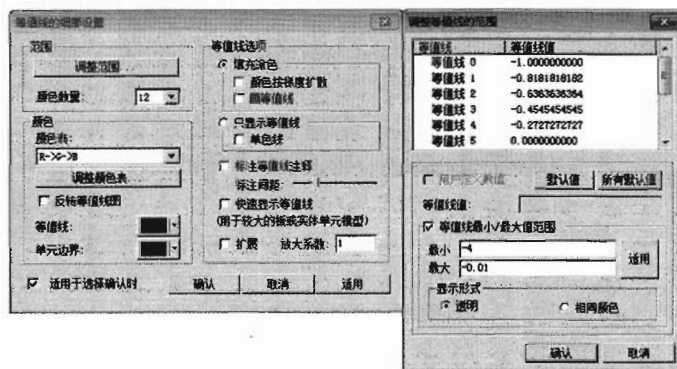 等值线的细部设置
范围
调整范围...
颜色数量: 12
颜色
颜色表:
R->G->B
调整颜色表...
反转等值线图
等值线:
单元边界:
适用于选择确认时
等值线选项
填充涂色
颜色按梯度扩散
画等值线
只显示等值线
单色线
标注等值线注释
标注间距:
快速显示等值线
(用于较大的板或实体单元模型)
扩展 放大系数: 1
确认 取消 适用
调整等值线的范围
等值线 等值线值
等值线 0 -1.0000000000
等值线 1 -0.8181818182
等值线 2 -0.6363636364
等值线 3 -0.4545454545
等值线 4 -0.2727272727
等值线 5 0.0000000000
用户定义数值 默认值 所有默认值
等值线值:
等值线最小/最大值范围
最小 -4
最大 -0.01
适用
显示形式
透明 相同颜色
确认 取消